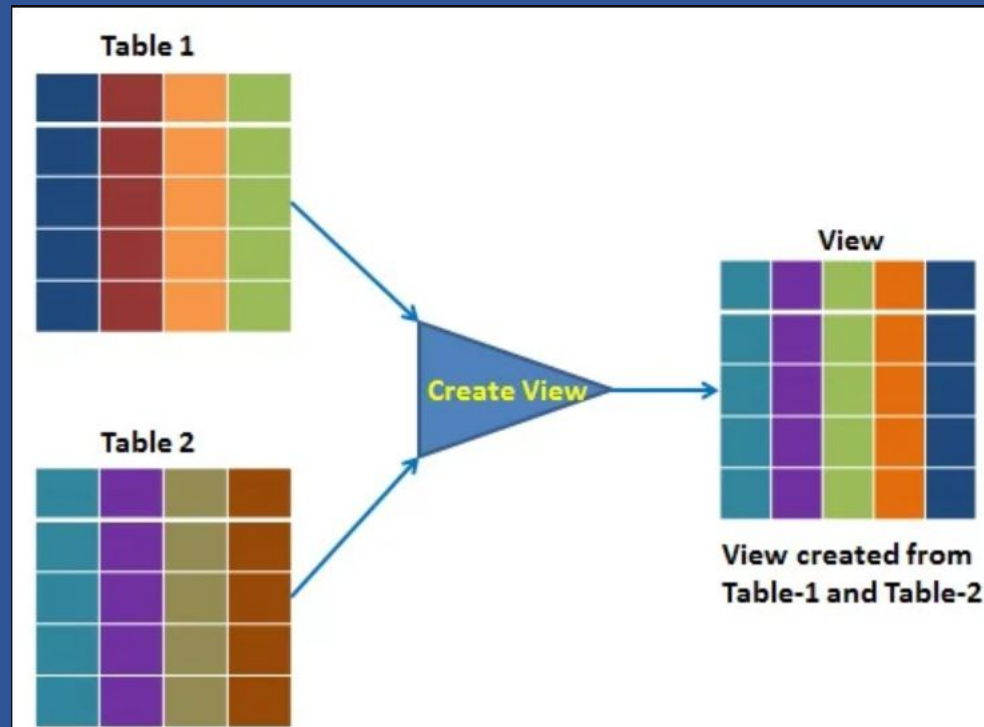 Table 1
View
Create View
Table 2
View created from
Table-1 and Table-2